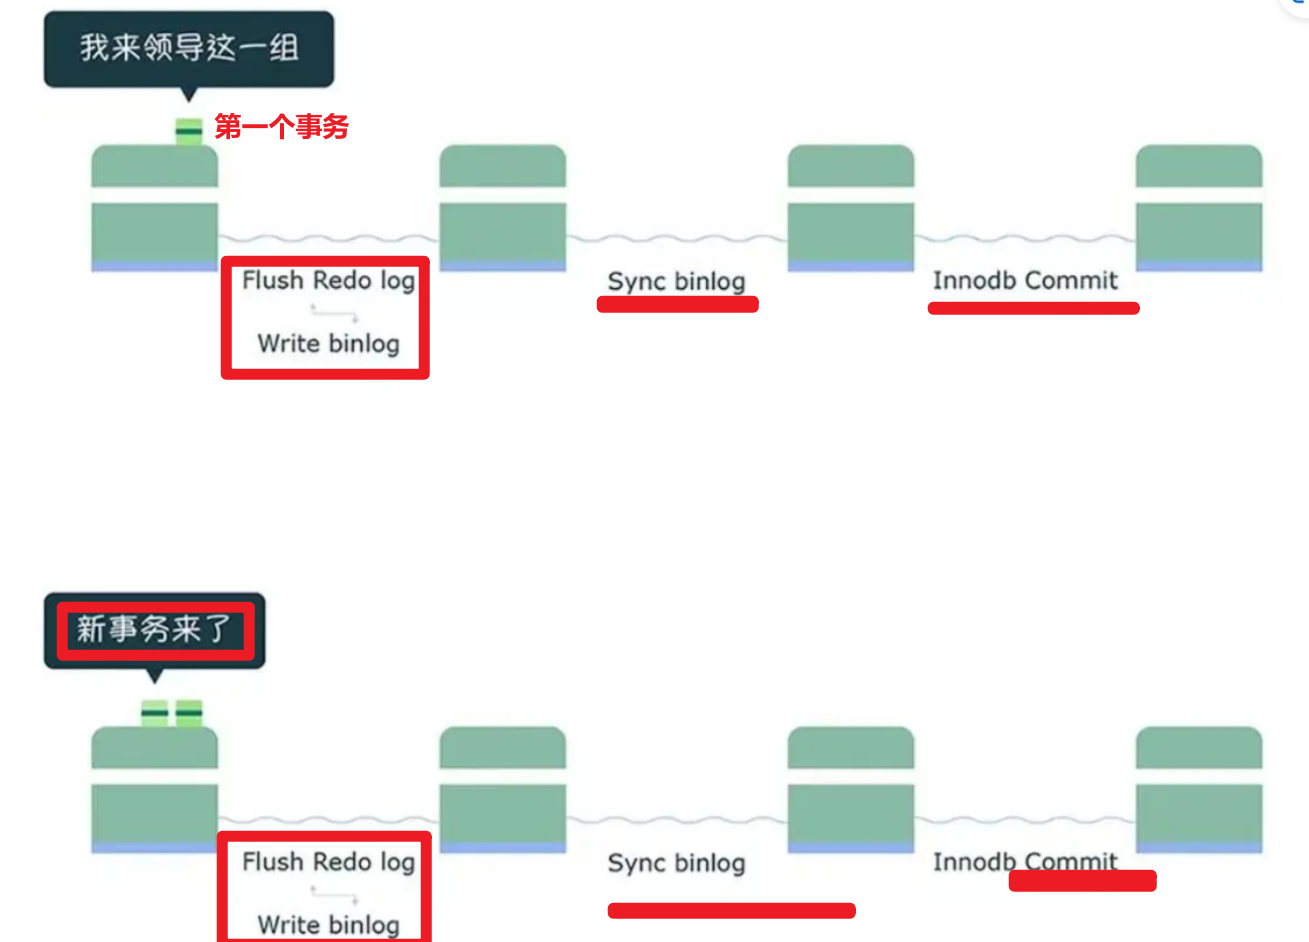 我来领导这一组
第一个事务
Flush Redo log
Write binlog
Sync binlog
Innodb Commit
新事务来了
Flush Redo log
Write binlog
Sync binlog
Innodb Commit